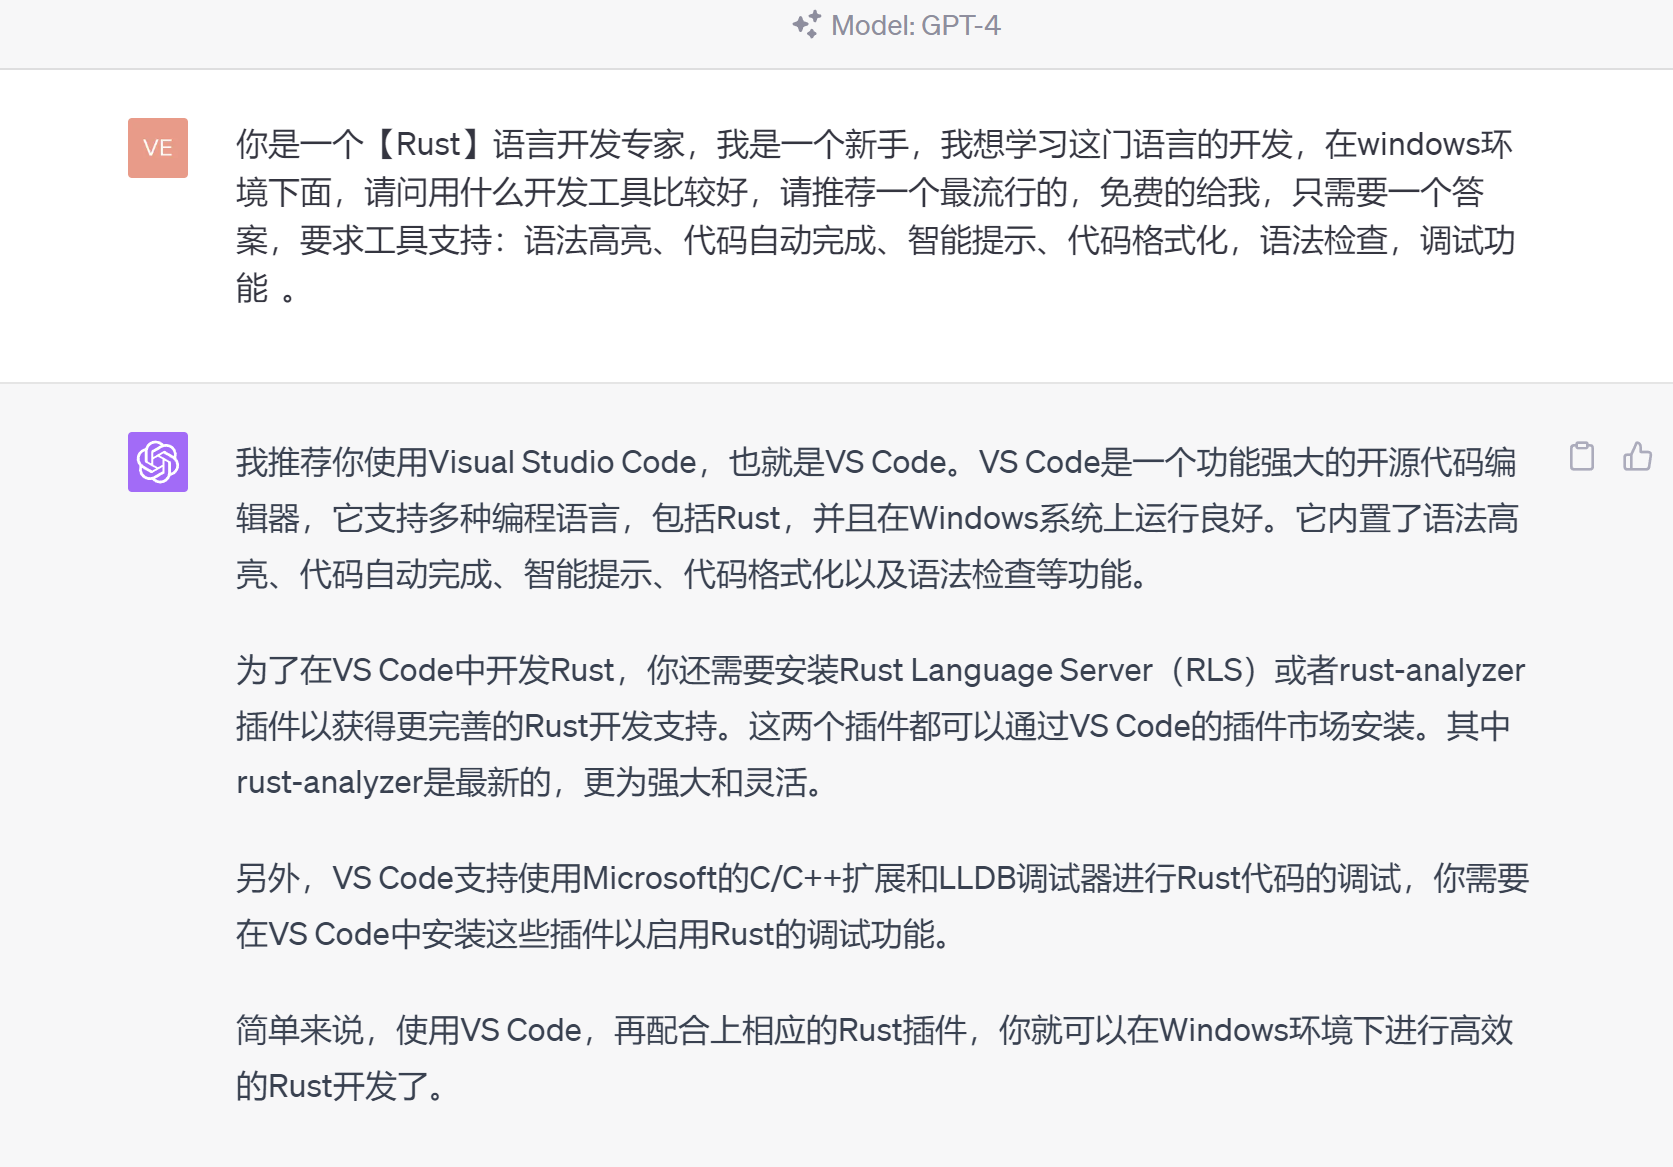 Model: GPT-4
VE
你是一个【Rust】语言开发专家，我是一个新手，我想学习这门语言的开发，在windows环
境下面，请问用什么开发工具比较好，请推荐一个最流行的，免费的给我，只需要一个答
案，要求工具支持：语法高亮、代码自动完成、智能提示、代码格式化，语法检查，调试功
能 。
我推荐你使用Visual Studio Code，也就是VS Code。VS Code是一个功能强大的开源代码编
辑器，它支持多种编程语言，包括Rust，并且在Windows系统上运行良好。它内置了语法高
亮、代码自动完成、智能提示、代码格式化以及语法检查等功能。
为了在VS Code中开发Rust，你还需要安装Rust Language Server（RLS）或者rust-analyzer
插件以获得更完善的Rust开发支持。这两个插件都可以通过VS Code的插件市场安装。其中
rust-analyzer是最新的，更为强大和灵活。
另外，VS Code支持使用Microsoft的C/C++扩展和LLDB调试器进行Rust代码的调试，你需要
在VS Code中安装这些插件以启用Rust的调试功能。
简单来说，使用VS Code，再配合上相应的Rust插件，你就可以在Windows环境下进行高效
的Rust开发了。